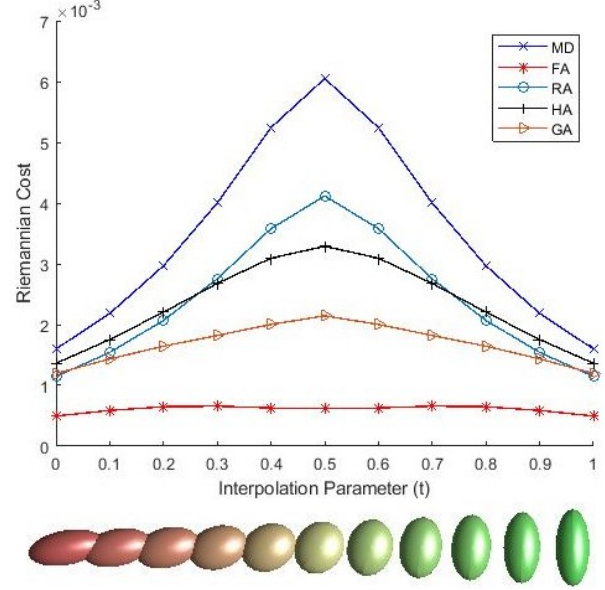 ×10-3
7
6
5
4
3
2
1
0
Riemannian Cost
MD
FA
RA
HA
GA
0 0.1 0.2 0.3 0.4 0.5 0.6 0.7 0.8 0.9 1
Interpolation Parameter (t)